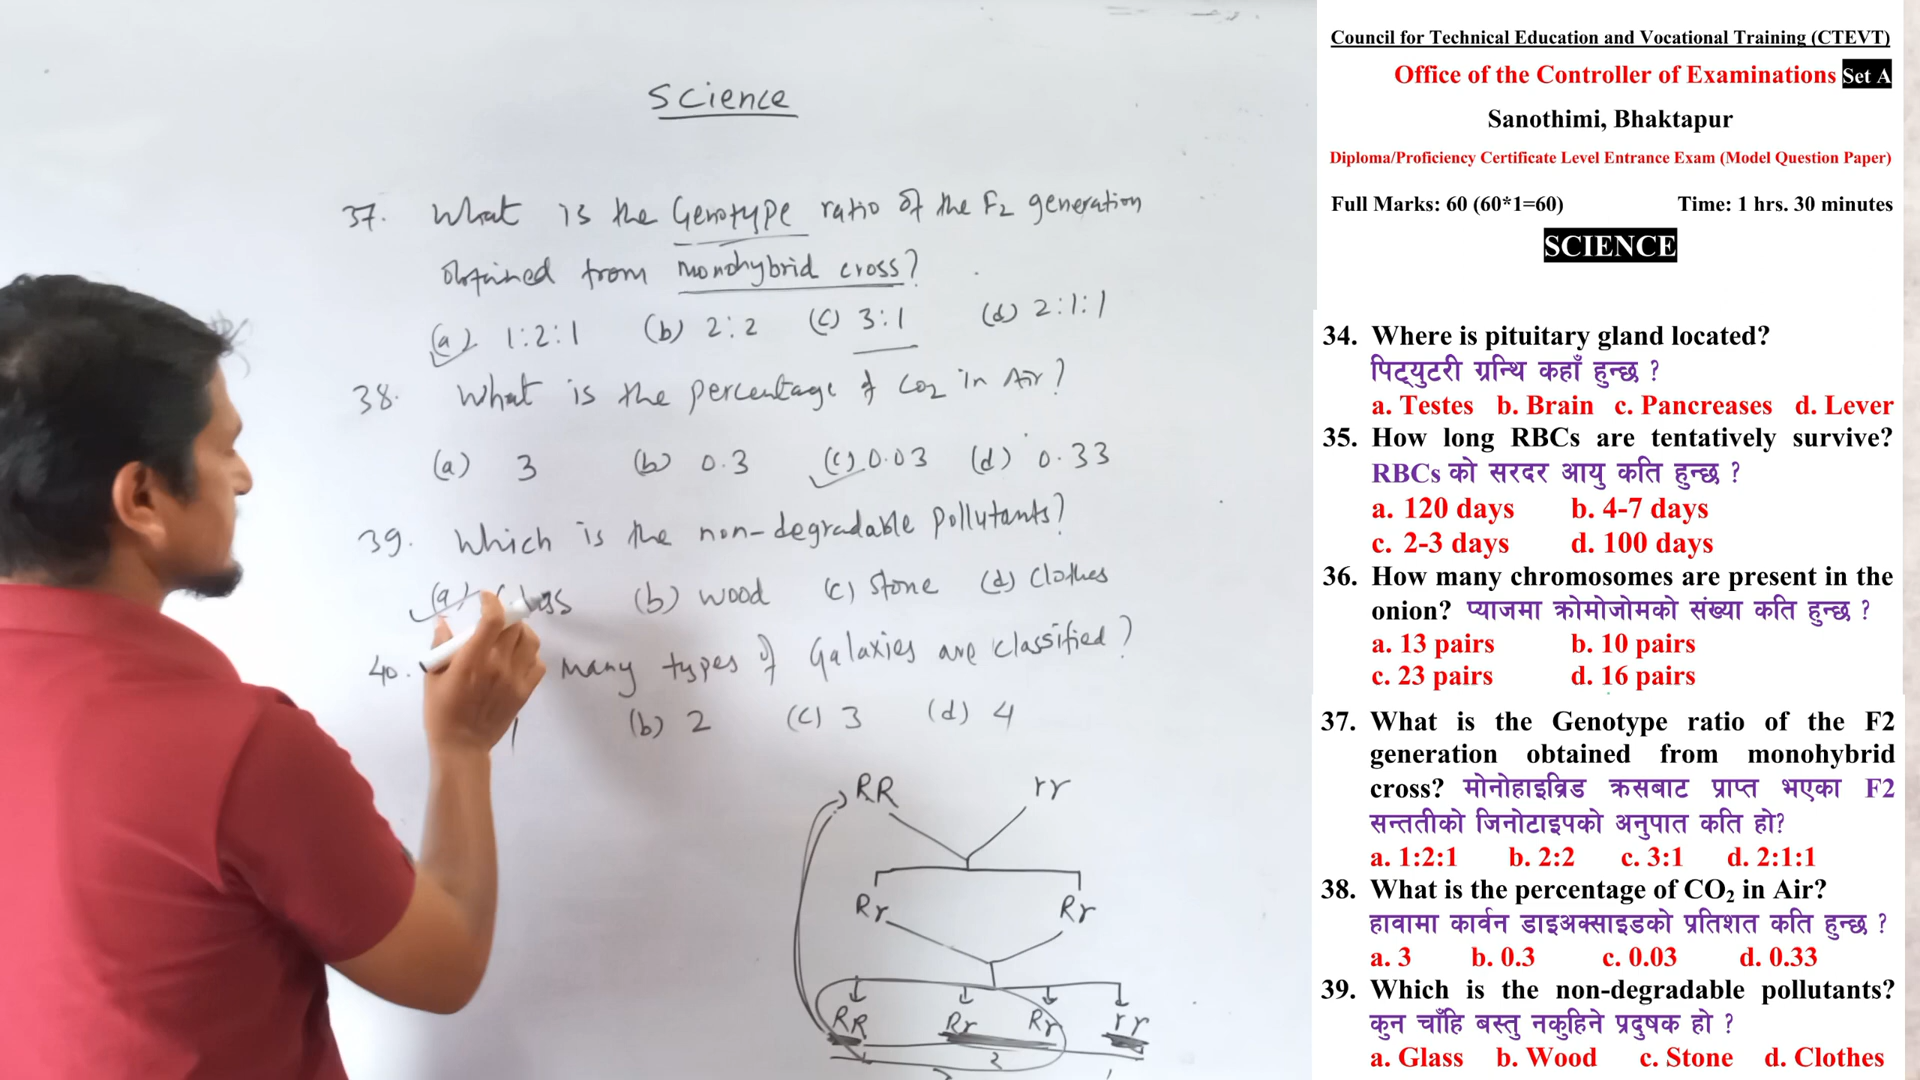 Science
37. What is the Genotype ratio of the F2 generation
obtained from monohybrid cross?
(a) 1:2:1 (b) 2:2 (c) 3:1 (d) 2:1:1
38. What is the percentage of CO2 in Air?
(a) 3 (b) 0.3 (c) 0.03 (d) 0.33
39. Which is the non-degradable pollutants?
(a) (b) wood (c) stone (d) Clothes
40. many types of Galaxies are classified?
(b) 2 (c) 3 (d) 4
RR rr
Rr Rr
RR Rr Rr rr
2
Council for Technical Education and Vocational Training (CTEVT)
Office of the Controller of Examinations Set A
Sanothimi, Bhaktapur
Diploma/Proficiency Certificate Level Entrance Exam (Model Question Paper)
Full Marks: 60 (60*1=60) Time: 1 hrs. 30 minutes
SCIENCE
34. Where is pituitary gland located?
पिट्युटरी ग्रन्थि कहाँ हुन्छ ?
a. Testes b. Brain c. Pancreases d. Lever
35. How long RBCs are tentatively survive?
RBCs को सरदर आयु कति हुन्छ ?
a. 120 days b. 4-7 days
c. 2-3 days d. 100 days
36. How many chromosomes are present in the
onion? प्याजमा क्रोमोजोमको संख्या कति हुन्छ ?
a. 13 pairs b. 10 pairs
c. 23 pairs d. 16 pairs
37. What is the Genotype ratio of the F2
generation obtained from monohybrid
cross? मोनोहाइब्रिड क्रसबाट प्राप्त भएका F2
सन्ततीको जिनोटाइपको अनुपात कति हो?
a. 1:2:1 b. 2:2 c. 3:1 d. 2:1:1
38. What is the percentage of CO2 in Air?
हावामा कार्वन डाइअक्साइडको प्रतिशत कति हुन्छ ?
a. 3 b. 0.3 c. 0.03 d. 0.33
39. Which is the non-degradable pollutants?
कुन चाँहि बस्तु नकुहिने प्रदुषक हो ?
a. Glass b. Wood c. Stone d. Clothes